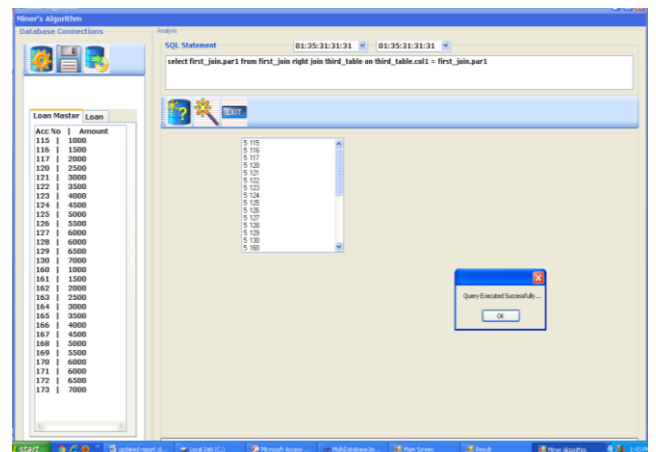 Miner's Algorithm
Database Connections
Analysis
SQL Statement
01:35:31:31:31
01:35:31:31:31
select first_join.par1 from first_join right join third_table on third_table.col1 = first_join.par1
EXIT
Loan Master
Loan
Acc No | Amount
115 | 1000
116 | 1500
117 | 2000
120 | 2500
121 | 3000
122 | 3500
123 | 4000
124 | 4500
125 | 5000
126 | 5500
127 | 6000
128 | 6000
129 | 6500
130 | 7000
160 | 1000
161 | 1500
162 | 2000
163 | 2500
164 | 3000
165 | 3500
166 | 4000
167 | 4500
168 | 5000
169 | 5500
170 | 6000
171 | 6000
172 | 6500
173 | 7000
5 115
5 116
5 117
5 120
5 121
5 122
5 123
5 124
5 125
5 126
5 127
5 128
5 129
5 130
5 160
Query Executed Successfully...
OK
start
updated report.d...
Local Disk (C:)
Microsoft Access ...
MultiDatabaseJoi...
Main Screen
Result
Miner Algorithm
1:45 PM